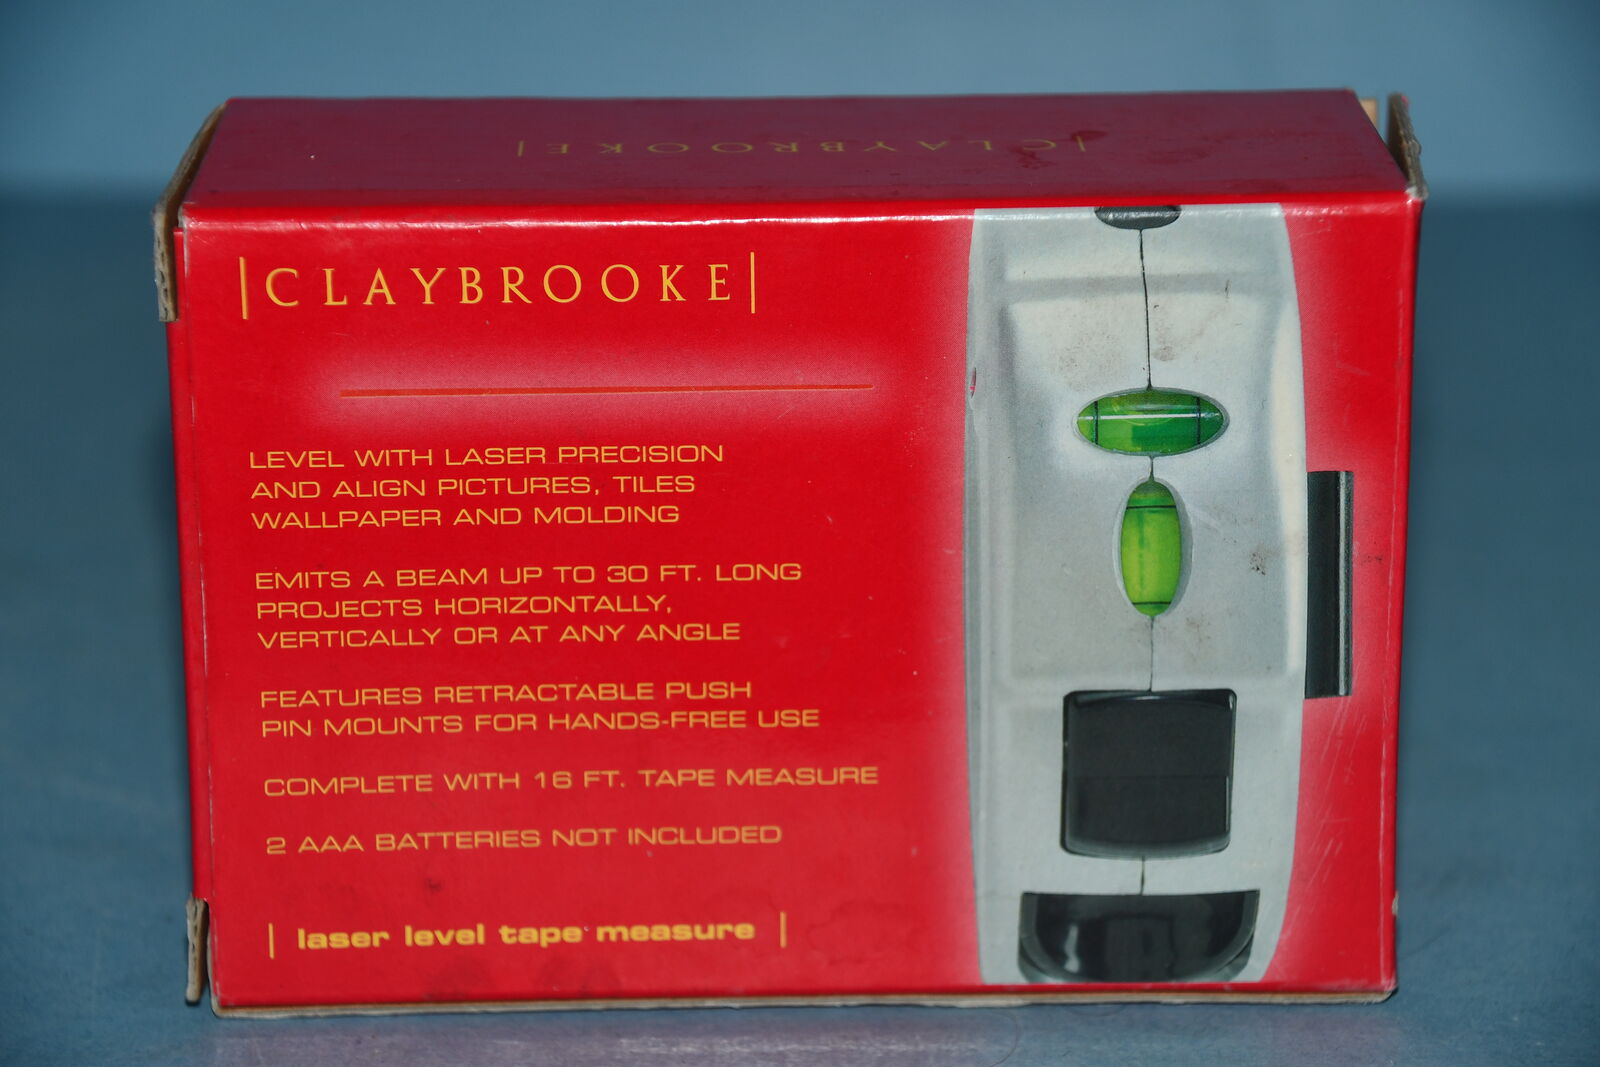 |CLAYBROOKE|
|CLAYBROOKE|
LEVEL WITH LASER PRECISION
AND ALIGN PICTURES, TILES
WALLPAPER AND MOLDING
EMITS A BEAM UP TO 30 FT. LONG
PROJECTS HORIZONTALLY,
VERTICALLY OR AT ANY ANGLE
FEATURES RETRACTABLE PUSH
PIN MOUNTS FOR HANDS-FREE USE
COMPLETE WITH 16 FT. TAPE MEASURE
2 AAA BATTERIES NOT INCLUDED
| laser level tape measure |